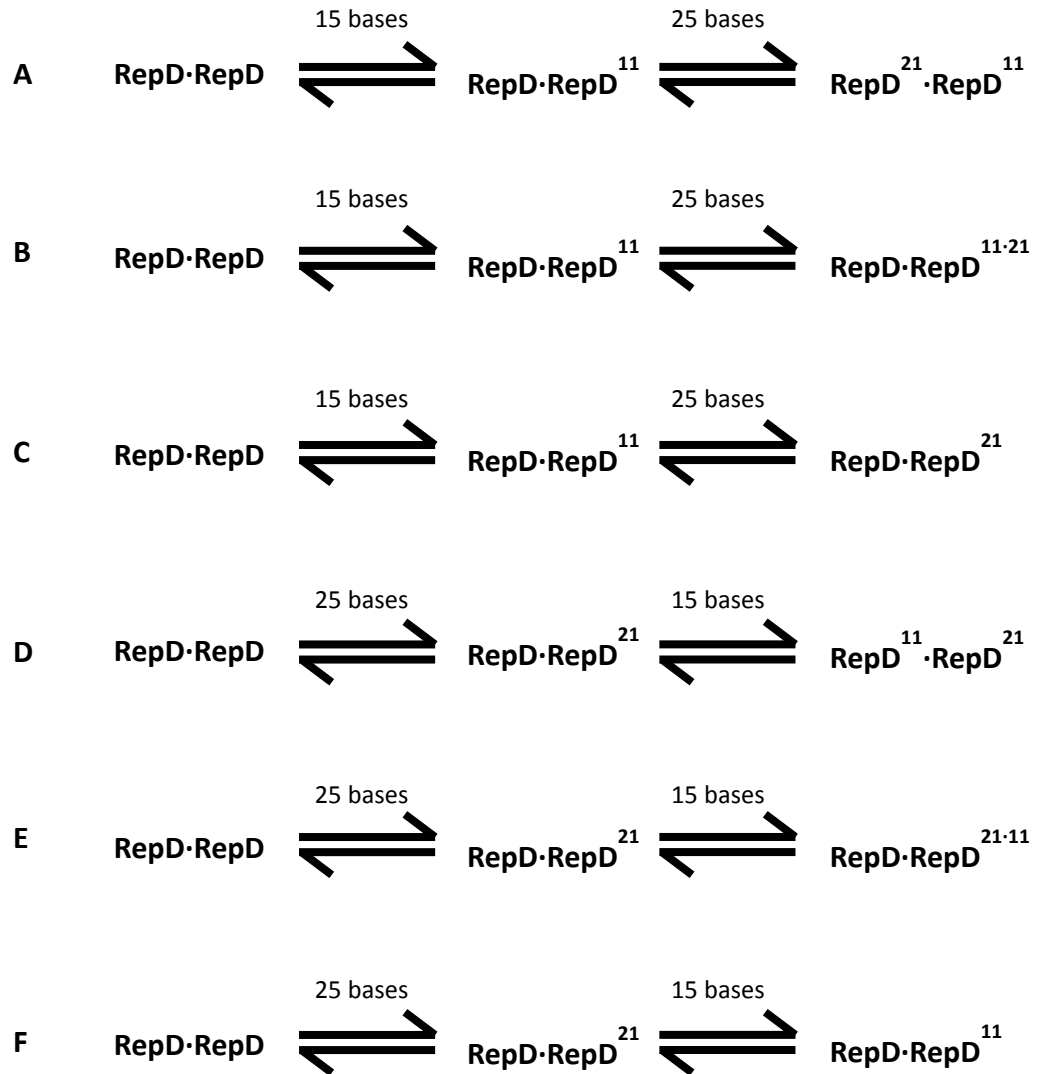 15 bases 25 bases
A RepD·RepD RepD·RepD¹¹ RepD²¹·RepD¹¹
15 bases 25 bases
B RepD·RepD RepD·RepD¹¹ RepD·RepD¹¹·²¹
15 bases 25 bases
C RepD·RepD RepD·RepD¹¹ RepD·RepD²¹
25 bases 15 bases
D RepD·RepD RepD·RepD²¹ RepD¹¹·RepD²¹
25 bases 15 bases
E RepD·RepD RepD·RepD²¹ RepD·RepD²¹·¹¹
25 bases 15 bases
F RepD·RepD RepD·RepD²¹ RepD·RepD¹¹